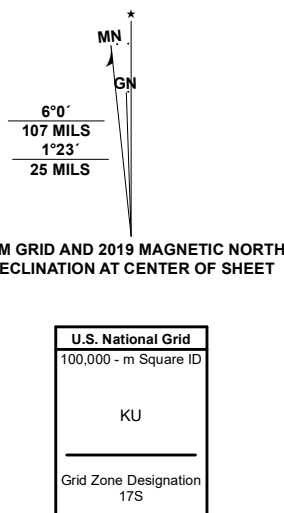 ★
MN
GN
6°0´
107 MILS
1°23´
25 MILS
M GRID AND 2019 MAGNETIC NORTH
ECLINATION AT CENTER OF SHEET
U.S. National Grid
100,000 - m Square ID
KU
Grid Zone Designation
17S